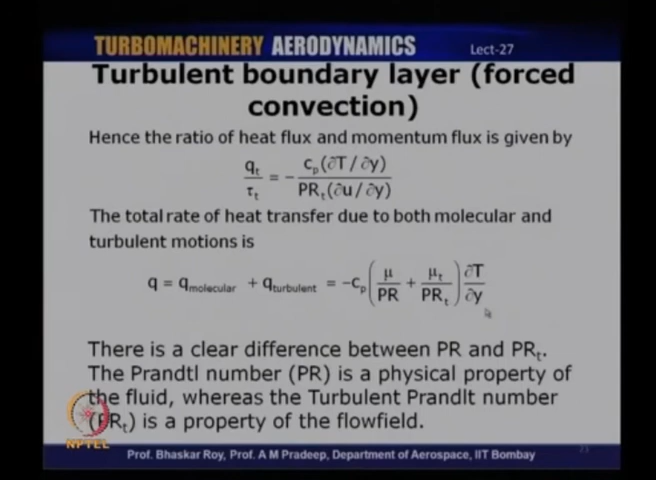 TURBOMACHINERY AERODYNAMICS Lect-27
Turbulent boundary layer (forced
convection)
Hence the ratio of heat flux and momentum flux is given by
qₜ/τₜ = − cₚ(∂T/∂y) / PRₜ(∂u/∂y)
The total rate of heat transfer due to both molecular and
turbulent motions is
q = q_molecular + q_turbulent = −cₚ(μ/PR + μₜ/PRₜ) ∂T/∂y
There is a clear difference between PR and PRₜ.
The Prandtl number (PR) is a physical property of
the fluid, whereas the Turbulent Prandlt number
(PRₜ) is a property of the flowfield.
NPTEL
Prof. Bhaskar Roy, Prof. A M Pradeep, Department of Aerospace, IIT Bombay